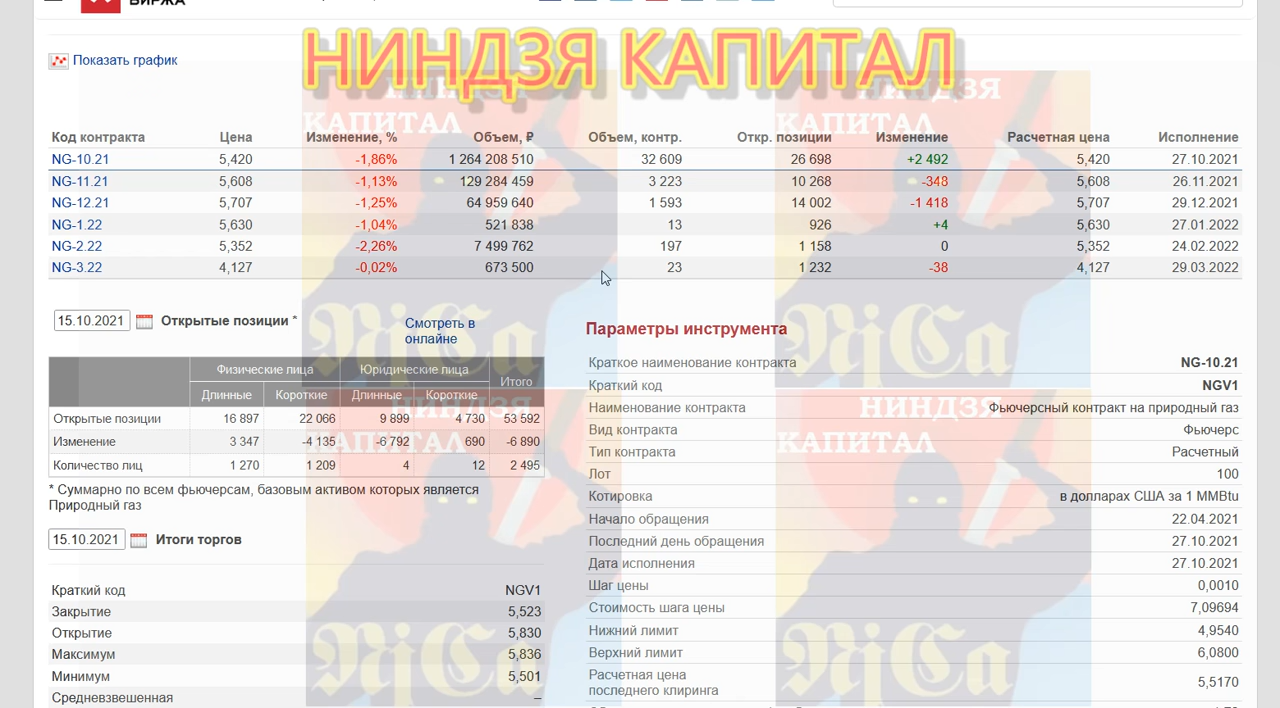 БИРЖА
НИНДЗЯ КАПИТАЛ
Показать график
Код контракта Цена Изменение, % Объем, ₽ Объем, контр. Откр. позиции Изменение Расчетная цена Исполнение
NG-10.21 5,420 -1,86% 1 264 208 510 32 609 26 698 +2 492 5,420 27.10.2021
NG-11.21 5,608 -1,13% 129 284 459 3 223 10 268 -348 5,608 26.11.2021
NG-12.21 5,707 -1,25% 64 959 640 1 593 14 002 -1 418 5,707 29.12.2021
NG-1.22 5,630 -1,04% 521 838 13 926 +4 5,630 27.01.2022
NG-2.22 5,352 -2,26% 7 499 762 197 1 158 0 5,352 24.02.2022
NG-3.22 4,127 -0,02% 673 500 23 1 232 -38 4,127 29.03.2022
15.10.2021 Открытые позиции *
Смотреть в
онлайне
Физические лица Юридические лица Итого
Длинные Короткие Длинные Короткие
Открытые позиции 16 897 22 066 9 899 4 730 53 592
Изменение 3 347 -4 135 -6 792 690 -6 890
Количество лиц 1 270 1 209 4 12 2 495
* Суммарно по всем фьючерсам, базовым активом которых является
Природный газ
15.10.2021 Итоги торгов
Краткий код NGV1
Закрытие 5,523
Открытие 5,830
Максимум 5,836
Минимум 5,501
Средневзвешенная –
Параметры инструмента
Краткое наименование контракта NG-10.21
Краткий код NGV1
Наименование контракта Фьючерсный контракт на природный газ
Вид контракта Фьючерс
Тип контракта Расчетный
Лот 100
Котировка в долларах США за 1 MMBtu
Начало обращения 22.04.2021
Последний день обращения 27.10.2021
Дата исполнения 27.10.2021
Шаг цены 0,0010
Стоимость шага цены 7,09694
Нижний лимит 4,9540
Верхний лимит 6,0800
Расчетная цена
последнего клиринга 5,5170
НИНДЗЯ
КАПИТАЛ
NjCa
НИНДЗЯ
КАПИТАЛ
NjCa
НИНДЗЯ
КАПИТАЛ
NjCa
НИНДЗЯ
КАПИТАЛ
NjCa